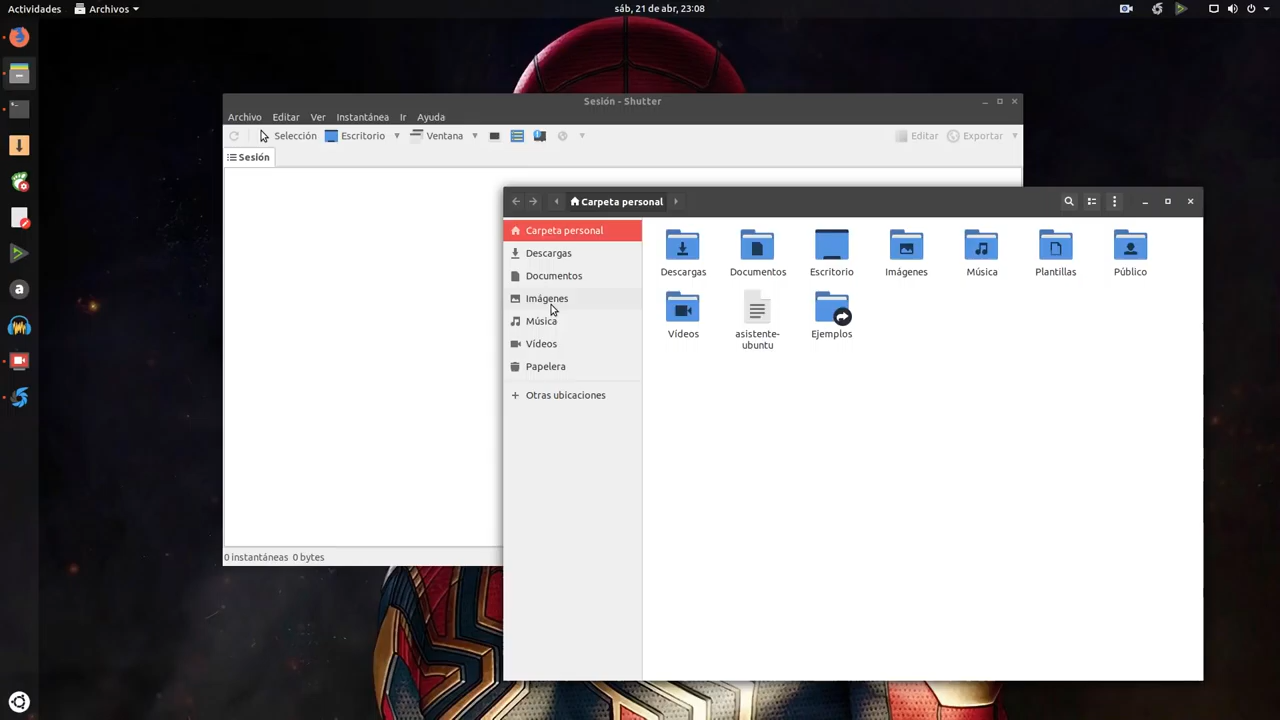 Actividades Archivos sáb, 21 de abr, 23:08
Sesión - Shutter
Archivo Editar Ver Instantánea Ir Ayuda
Selección Escritorio Ventana Editar Exportar
Sesión
Carpeta personal
Carpeta personal
Descargas
Documentos
Imágenes
Música
Vídeos
Papelera
Otras ubicaciones
Descargas Documentos Escritorio Imágenes Música Plantillas Público
Vídeos asistente-ubuntu Ejemplos
0 instantáneas 0 bytes